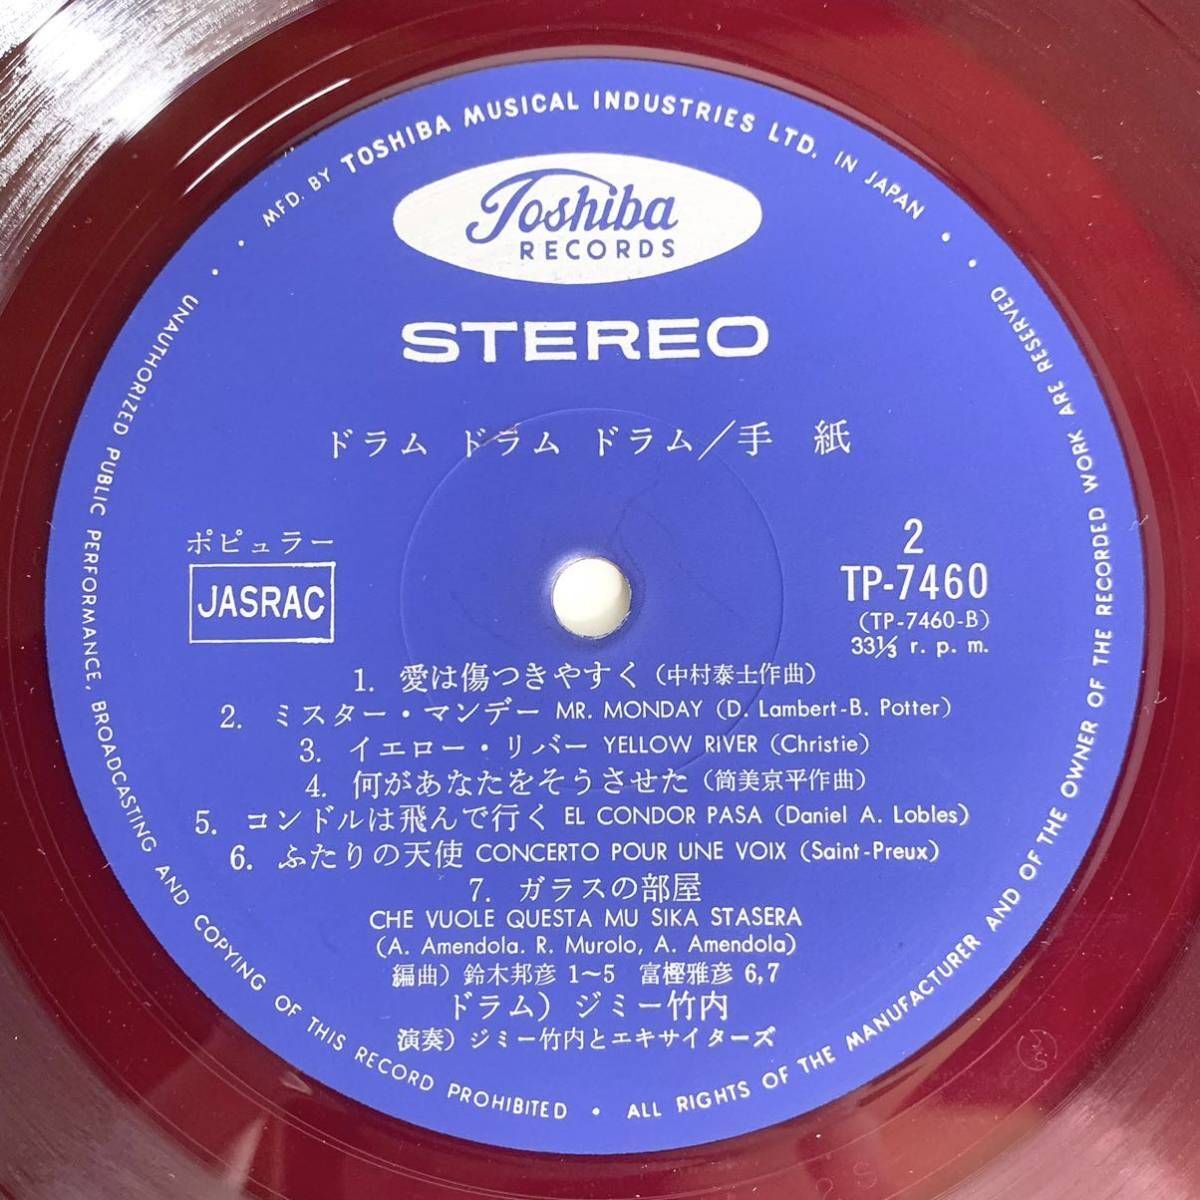 MFD. BY TOSHIBA MUSICAL INDUSTRIES LTD. IN JAPAN
Toshiba
RECORDS
STEREO
ドラム ドラム ドラム／手 紙
ポピュラー
JASRAC
2
TP-7460
(TP-7460-B)
33⅓ r. p. m.
1. 愛は傷つきやすく (中村泰士作曲)
2. ミスター・マンデー MR. MONDAY (D. Lambert-B. Potter)
3. イエロー・リバー YELLOW RIVER (Christie)
4. 何があなたをそうさせた (筒美京平作曲)
5. コンドルは飛んで行く EL CONDOR PASA (Daniel A. Lobles)
6. ふたりの天使 CONCERTO POUR UNE VOIX (Saint-Preux)
7. ガラスの部屋
CHE VUOLE QUESTA MU SIKA STASERA
(A. Amendola. R. Murolo, A. Amendola)
編曲) 鈴木邦彦 1〜5 富樫雅彦 6,7
ドラム) ジミー竹内
演奏) ジミー竹内とエキサイターズ
UNAUTHORIZED PUBLIC PERFORMANCE, BROADCASTING AND COPYING OF THIS RECORD PROHIBITED • ALL RIGHTS OF THE MANUFACTURER AND OF THE OWNER OF THE RECORDED WORK ARE RESERVED